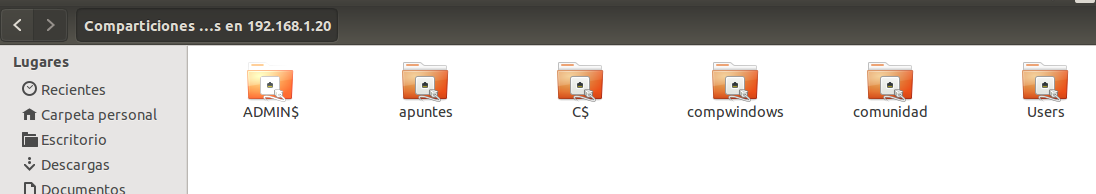 Comparticiones ...s en 192.168.1.20
Lugares
Recientes
Carpeta personal
Escritorio
Descargas
Documentos
ADMIN$
apuntes
C$
compwindows
comunidad
Users